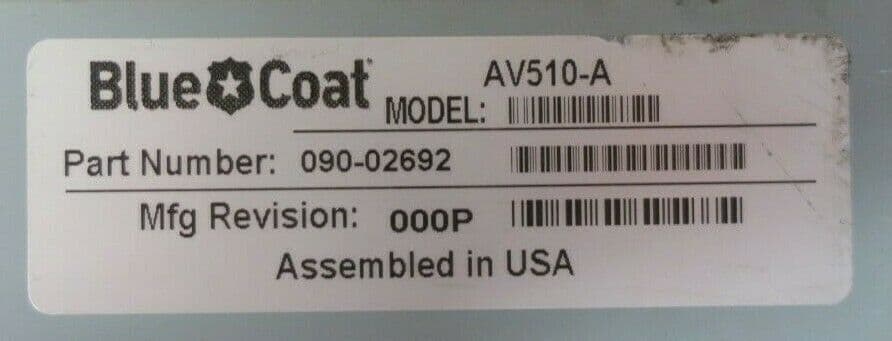 Blue Coat AV510-A
MODEL:
Part Number: 090-02692
Mfg Revision: 000P
Assembled in USA